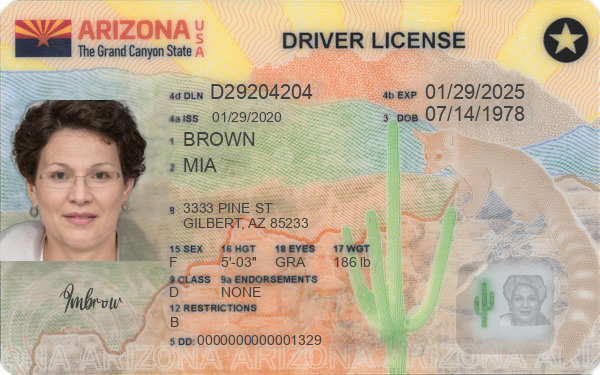 ARIZONA USA
The Grand Canyon State
DRIVER LICENSE
4d DLN D29204204 4b EXP 01/29/2025
4a ISS 01/29/2020 3 DOB 07/14/1978
1 BROWN
2 MIA
8 3333 PINE ST
GILBERT, AZ 85233
15 SEX 16 HGT 18 EYES 17 WGT
F 5'-03" GRA 186 lb
9 CLASS 9a ENDORSEMENTS
D NONE
12 RESTRICTIONS
B
5 DD: 0000000000001329
ARIZONA ARIZONA ARIZONA ARIZONA